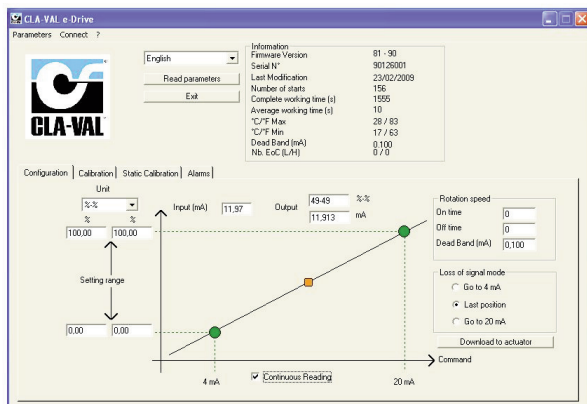 CLA-VAL e-Drive
Parameters Connect ?
CLA-VAL
English
Read parameters
Exit
Information
Firmware Version 81 - 90
Serial N° 90126001
Last Modification 23/02/2009
Number of starts 156
Complete working time (s) 1555
Average working time (s) 10
°C/°F Max 28 / 83
°C/°F Min 17 / 63
Dead Band (mA) 0.100
Nb. EoC (L/H) 0 / 0
Configuration Calibration Static Calibration Alarms
Unit
%-%
% %
100,00 100,00
Setting range
0,00 0,00
Input (mA) 11,97
Output 49-49 %-%
11,913 mA
Rotation speed
On time 0
Off time 0
Dead Band (mA) 0,100
Loss of signal mode
Go to 4 mA
Last position
Go to 20 mA
Download to actuator
Command
4 mA
Continuous Reading
20 mA